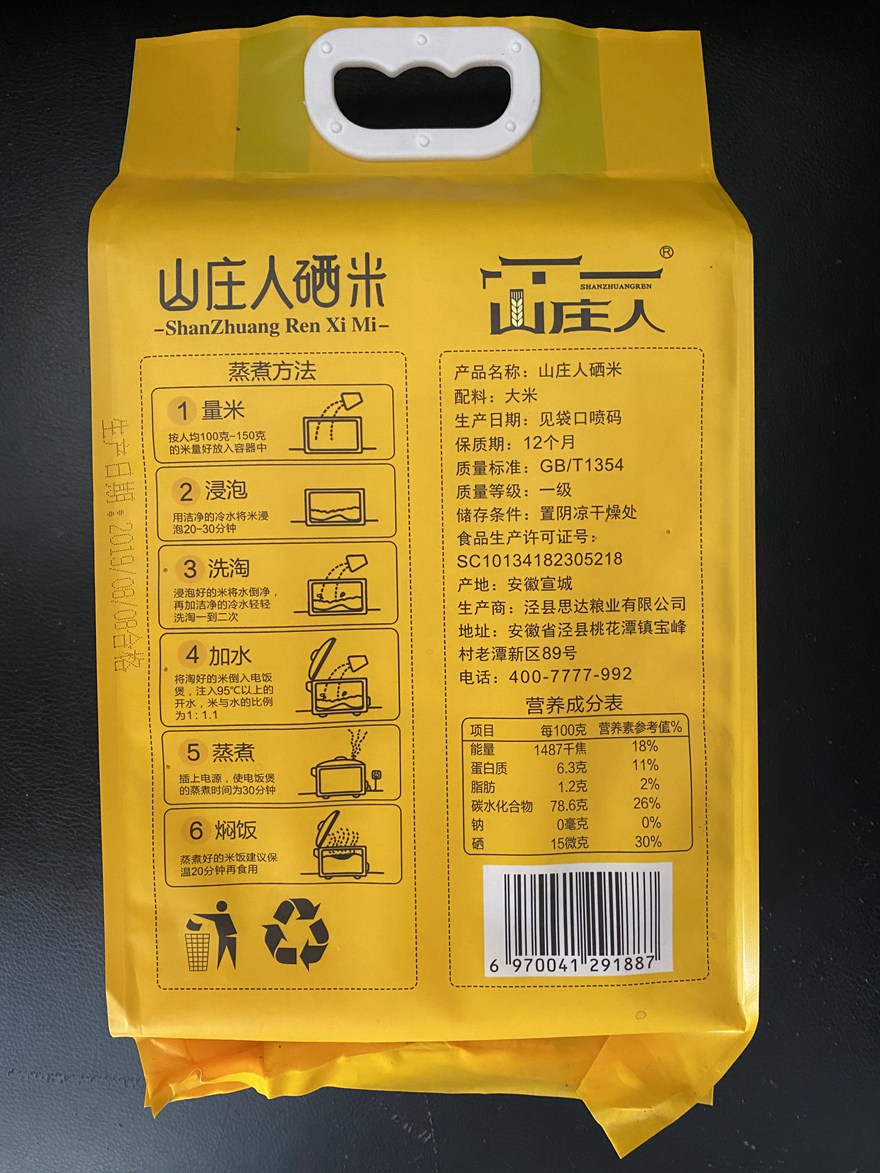 山庄人硒米
-ShanZhuang Ren Xi Mi-
蒸煮方法
1 量米
按人均100克-150克
的米量好放入容器中
2 浸泡
用洁净的冷水将米浸
泡20-30分钟
3 洗淘
浸泡好的米将水倒净，
再加洁净的冷水轻轻
洗淘一到二次
4 加水
将淘好的米倒入电饭
煲，注入95℃以上的
开水，米与水的比例
为1：1.1
5 蒸煮
插上电源，使电饭煲
的蒸煮时间为30分钟
6 焖饭
蒸煮好的米饭建议保
温20分钟再食用
生产日期：2019/08/08合格
®
SHANZHUANGREN
山庄人
产品名称：山庄人硒米
配料：大米
生产日期：见袋口喷码
保质期：12个月
质量标准：GB/T1354
质量等级：一级
储存条件：置阴凉干燥处
食品生产许可证号：
SC10134182305218
产地：安徽宣城
生产商：泾县思达粮业有限公司
地址：安徽省泾县桃花潭镇宝峰
村老潭新区89号
电话：400-7777-992
营养成分表
项目 每100克 营养素参考值%
能量 1487千焦 18%
蛋白质 6.3克 11%
脂肪 1.2克 2%
碳水化合物 78.6克 26%
钠 0毫克 0%
硒 15微克 30%
6 970041 291887